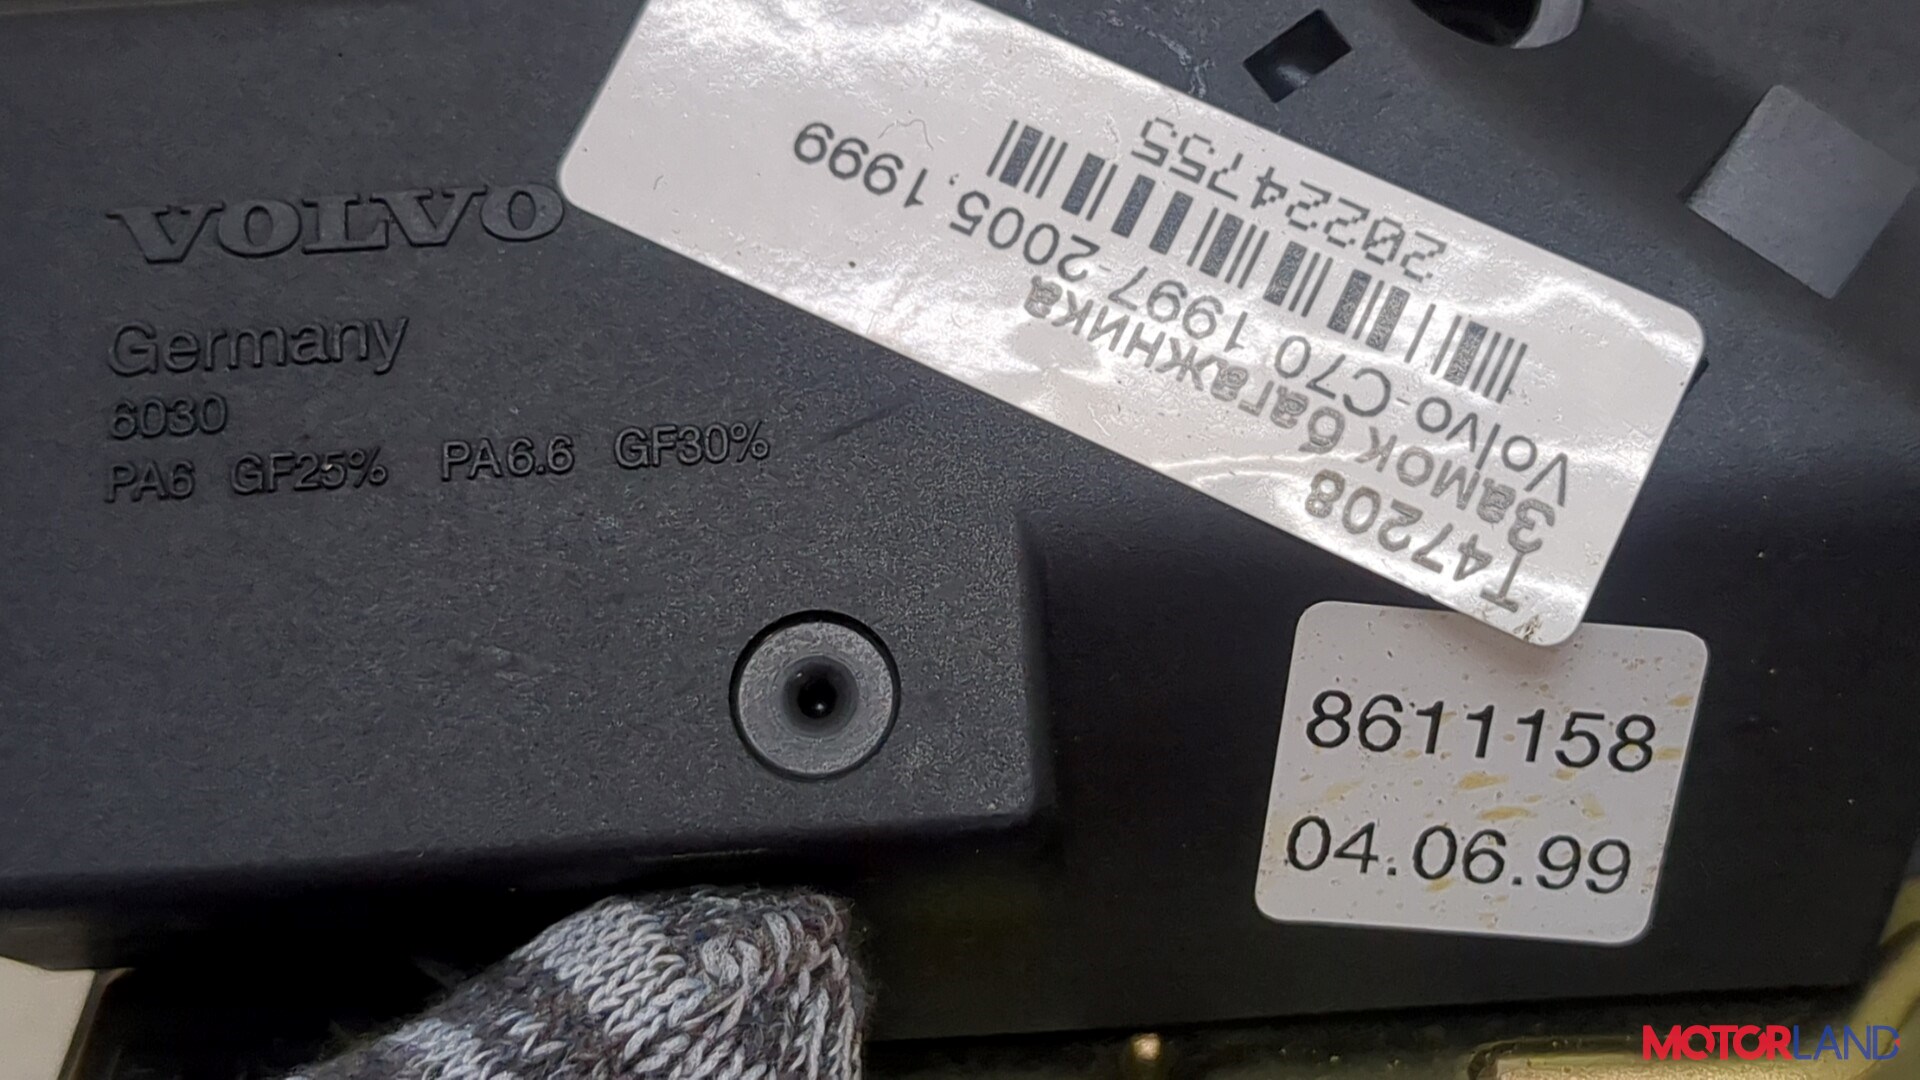 VOLVO
Germany
6030
PA6 GF25% PA6.6 GF30%
T47208
Замок багажника
Volvo C70 1997-2005, 1999
20224755
8611158
04.06.99
MOTORLAND